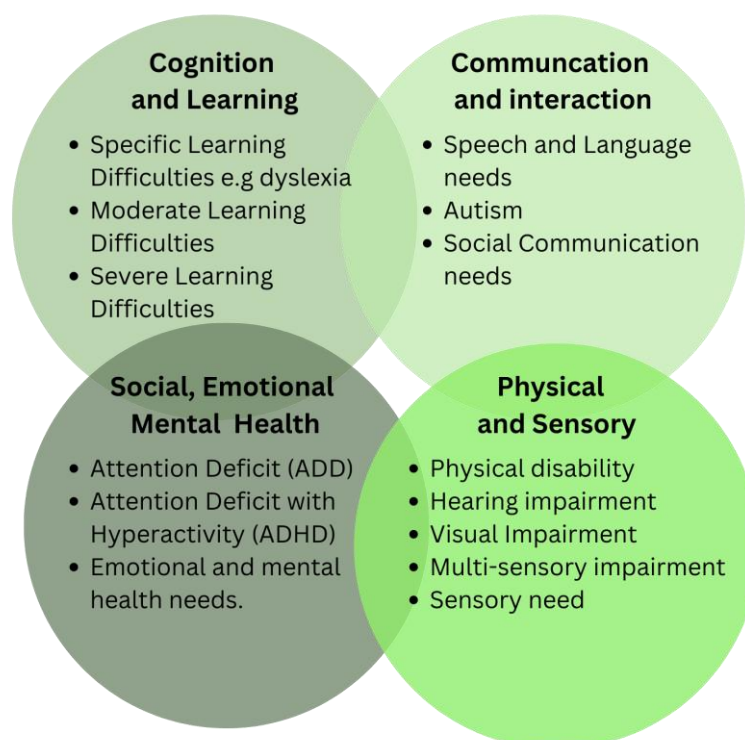 Cognition
and Learning
• Specific Learning
Difficulties e.g dyslexia
• Moderate Learning
Difficulties
• Severe Learning
Difficulties
Communcation
and interaction
• Speech and Language
needs
• Autism
• Social Communication
needs
Social, Emotional
Mental Health
• Attention Deficit (ADD)
• Attention Deficit with
Hyperactivity (ADHD)
• Emotional and mental
health needs.
Physical
and Sensory
• Physical disability
• Hearing impairment
• Visual Impairment
• Multi-sensory impairment
• Sensory need